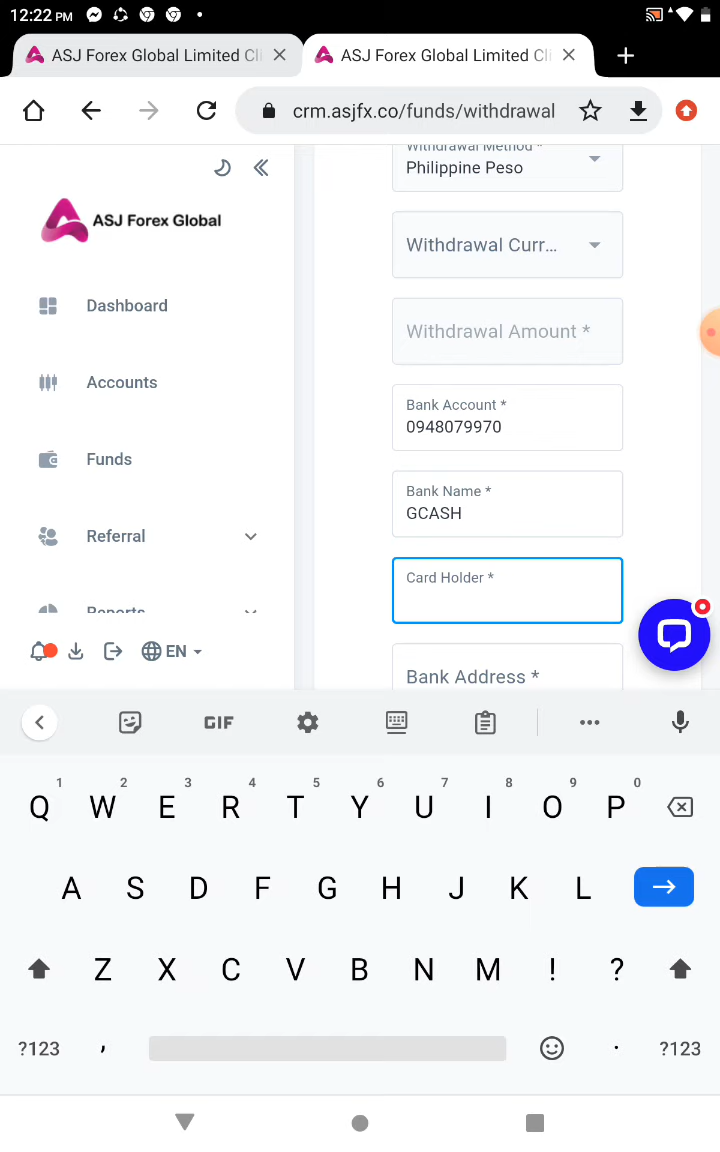 12:22 PM
ASJ Forex Global Limited Cli
ASJ Forex Global Limited Cli
crm.asjfx.co/funds/withdrawal
Withdrawal Method *
Philippine Peso
ASJ Forex Global
Withdrawal Curr...
Dashboard
Withdrawal Amount *
Accounts
Bank Account *
0948079970
Funds
Bank Name *
GCASH
Referral
Card Holder *
Reports
EN
Bank Address *
GIF
1 2 3 4 5 6 7 8 9 0
Q W E R T Y U I O P
A S D F G H J K L
Z X C V B N M ! ?
?123 , . ?123